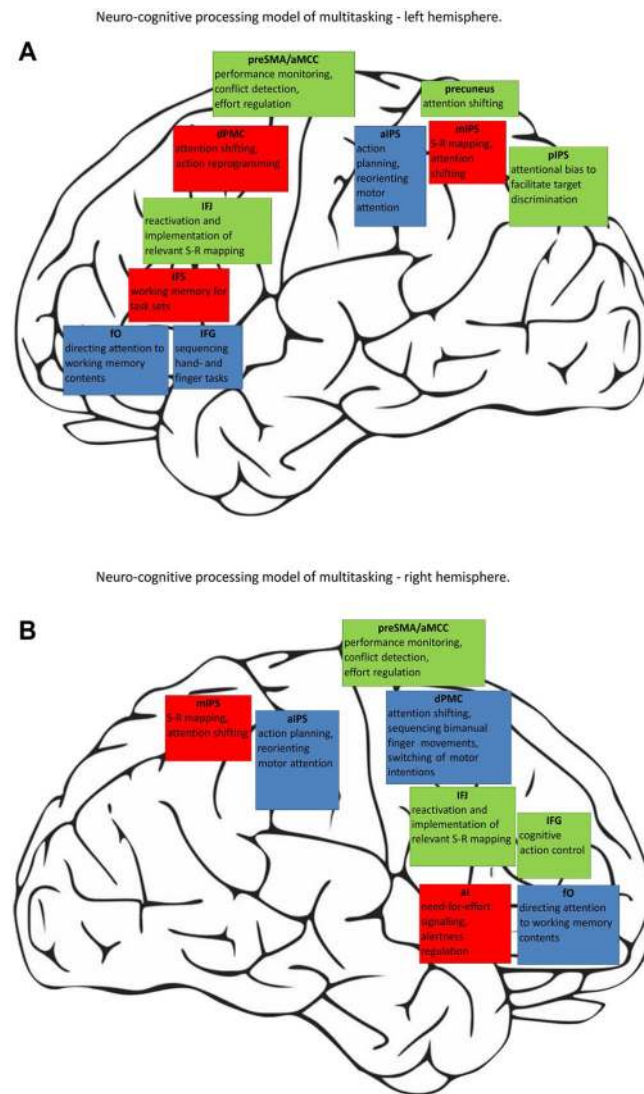 Neuro-cognitive processing model of multitasking - left hemisphere.
A
preSMA/aMCC
performance monitoring,
conflict detection,
effort regulation
precuneus
attention shifting
dPMC
attention shifting,
action reprogramming
aIPS
action
planning,
reorienting
motor
attention
mIPS
S-R mapping,
attention
shifting
pIPS
attentional bias to
facilitate target
discrimination
IFJ
reactivation and
implementation of
relevant S-R mapping
IFS
working memory for
task sets
fO
directing attention to
working memory
contents
IFG
sequencing
hand- and
finger tasks
Neuro-cognitive processing model of multitasking - right hemisphere.
B
preSMA/aMCC
performance monitoring,
conflict detection,
effort regulation
mIPS
S-R mapping,
attention shifting
aIPS
action planning,
reorienting
motor attention
dPMC
attention shifting,
sequencing bimanual
finger movements,
switching of motor
intentions
IFJ
reactivation and
implementation of
relevant S-R mapping
IFG
cognitive
action control
aI
need-for-effort
signalling,
alertness
regulation
fO
directing attention
to working memory
contents